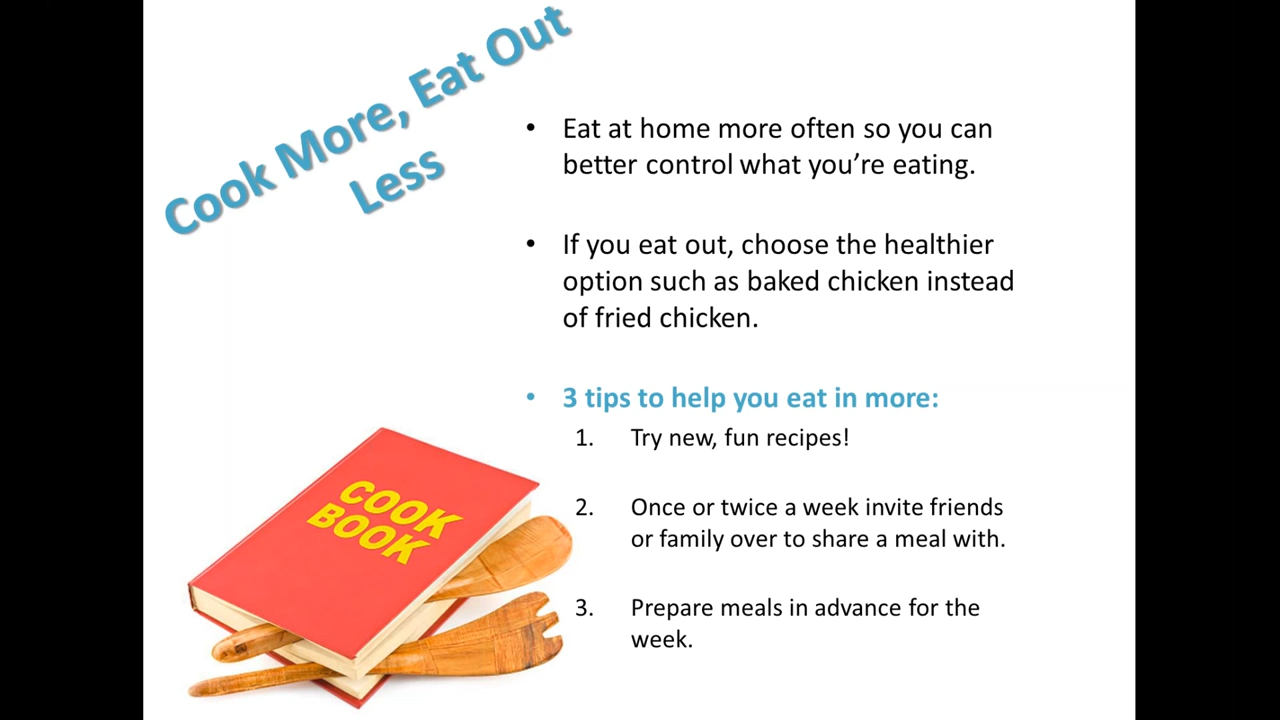 Cook More, Eat Out
Less
• Eat at home more often so you can
better control what you’re eating.
• If you eat out, choose the healthier
option such as baked chicken instead
of fried chicken.
• 3 tips to help you eat in more:
1. Try new, fun recipes!
2. Once or twice a week invite friends
or family over to share a meal with.
3. Prepare meals in advance for the
week.
COOK
BOOK